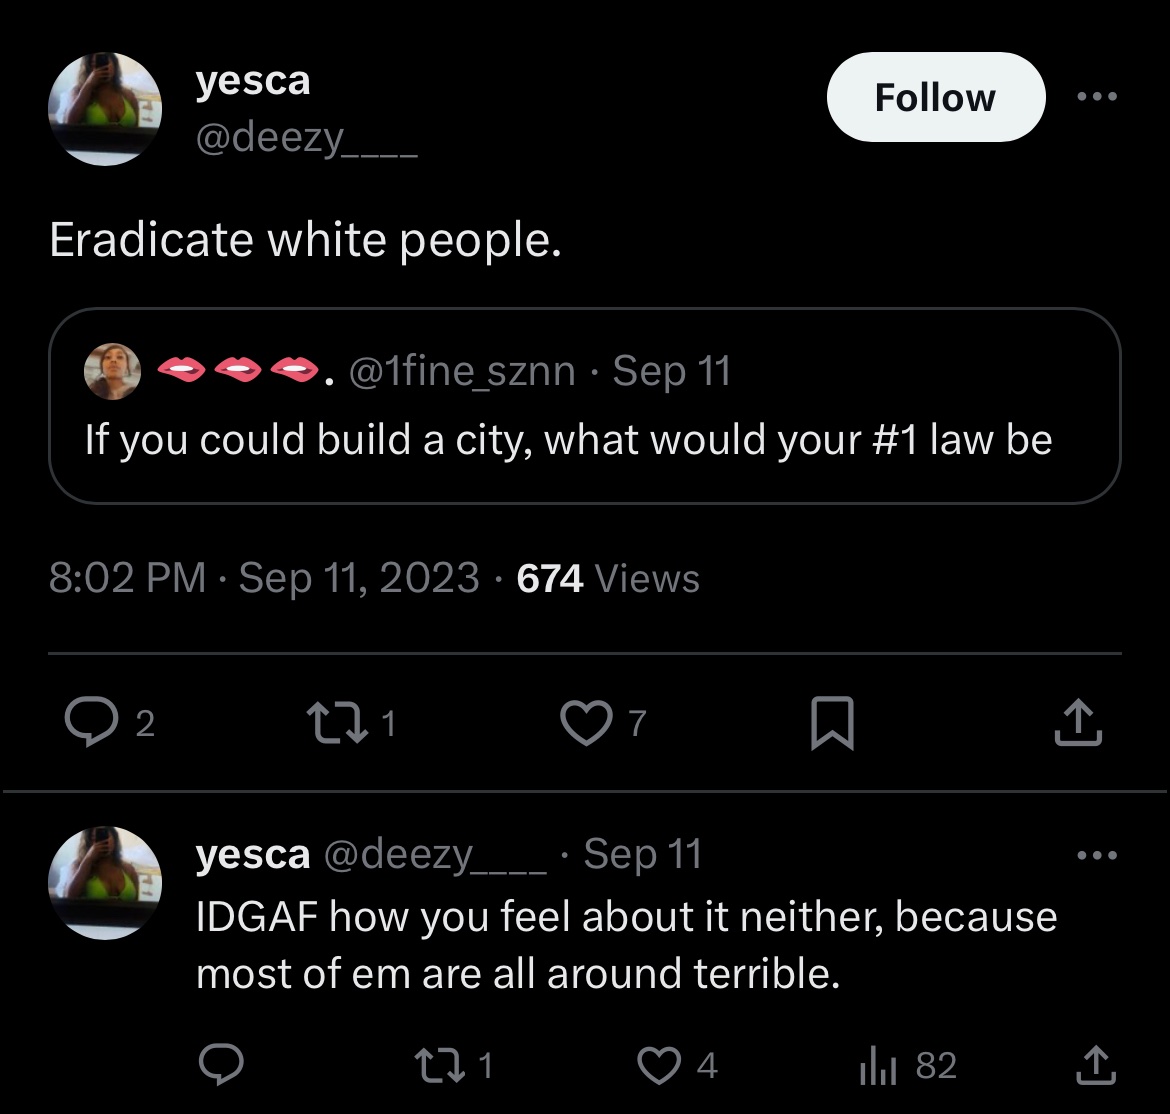 yesca
Follow
@deezy____
Eradicate white people.
🫦🫦🫦. @1fine_sznn · Sep 11
If you could build a city, what would your #1 law be
8:02 PM · Sep 11, 2023 · 674 Views
2 1 7
yesca @deezy____ · Sep 11
IDGAF how you feel about it neither, because
most of em are all around terrible.
1 4 82